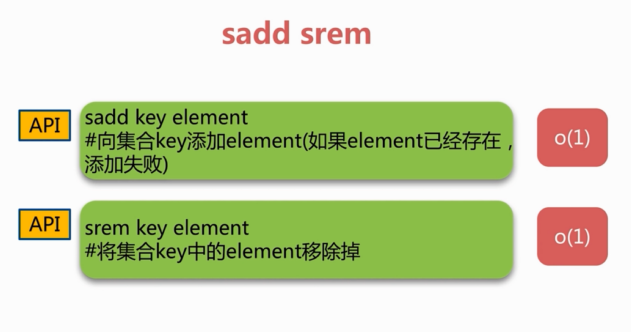 sadd srem
API
sadd key element
#向集合key添加element(如果element已经存在，
添加失败)
o(1)
API
srem key element
#将集合key中的element移除掉
o(1)